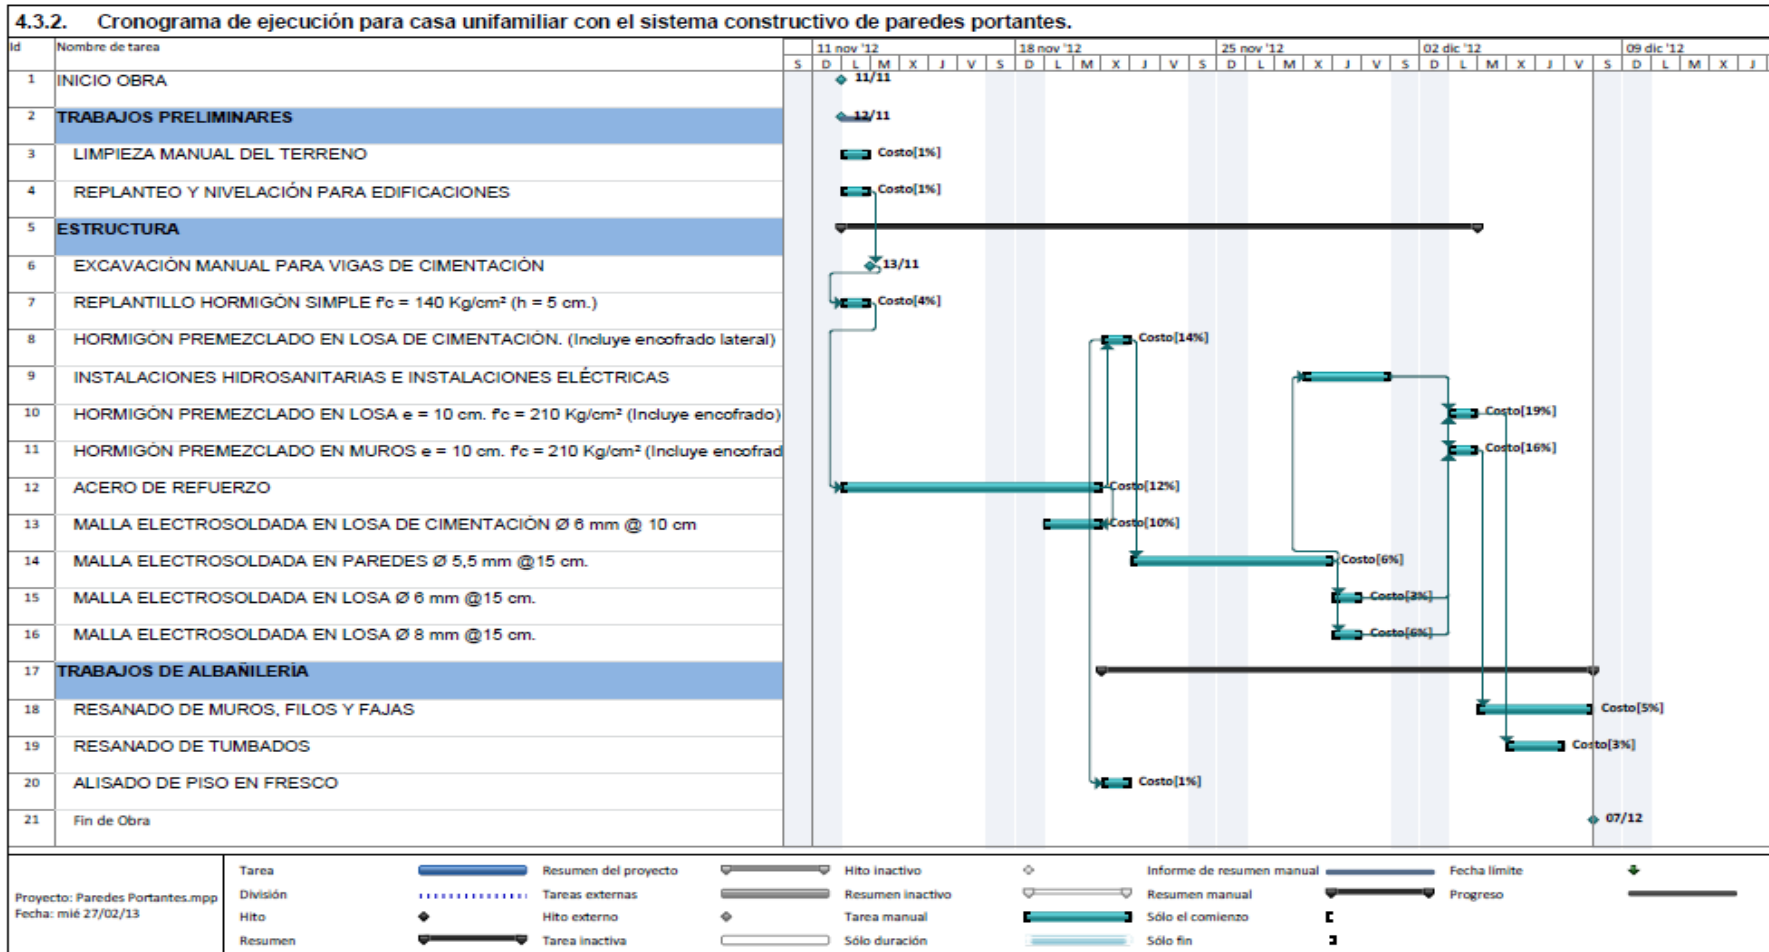 4.3.2. Cronograma de ejecución para casa unifamiliar con el sistema constructivo de paredes portantes.
Id Nombre de tarea 11 nov '12 18 nov '12 25 nov '12 02 dic '12 09 dic '12
S D L M X J V S D L M X J V S D L M X J V S D L M X J V S D L M X J
1 INICIO OBRA 11/11
2 TRABAJOS PRELIMINARES 12/11
3 LIMPIEZA MANUAL DEL TERRENO Costo[1%]
4 REPLANTEO Y NIVELACIÓN PARA EDIFICACIONES Costo[1%]
5 ESTRUCTURA
6 EXCAVACIÓN MANUAL PARA VIGAS DE CIMENTACIÓN 13/11
7 REPLANTILLO HORMIGÓN SIMPLE f'c = 140 Kg/cm² (h = 5 cm.) Costo[4%]
8 HORMIGÓN PREMEZCLADO EN LOSA DE CIMENTACIÓN. (Incluye encofrado lateral) Costo[14%]
9 INSTALACIONES HIDROSANITARIAS E INSTALACIONES ELÉCTRICAS
10 HORMIGÓN PREMEZCLADO EN LOSA e = 10 cm. f'c = 210 Kg/cm² (Incluye encofrado) Costo[19%]
11 HORMIGÓN PREMEZCLADO EN MUROS e = 10 cm. f'c = 210 Kg/cm² (Incluye encofrad Costo[16%]
12 ACERO DE REFUERZO Costo[12%]
13 MALLA ELECTROSOLDADA EN LOSA DE CIMENTACIÓN Ø 6 mm @ 10 cm Costo[10%]
14 MALLA ELECTROSOLDADA EN PAREDES Ø 5,5 mm @15 cm. Costo[6%]
15 MALLA ELECTROSOLDADA EN LOSA Ø 6 mm @15 cm. Costo[3%]
16 MALLA ELECTROSOLDADA EN LOSA Ø 8 mm @15 cm. Costo[6%]
17 TRABAJOS DE ALBAÑILERÍA
18 RESANADO DE MUROS, FILOS Y FAJAS Costo[5%]
19 RESANADO DE TUMBADOS Costo[3%]
20 ALISADO DE PISO EN FRESCO Costo[1%]
21 Fin de Obra 07/12
Proyecto: Paredes Portantes.mpp
Fecha: mié 27/02/13
Tarea Resumen del proyecto Hito inactivo Informe de resumen manual Fecha límite
División Tareas externas Resumen inactivo Resumen manual Progreso
Hito Hito externo Tarea manual Sólo el comienzo
Resumen Tarea inactiva Sólo duración Sólo fin